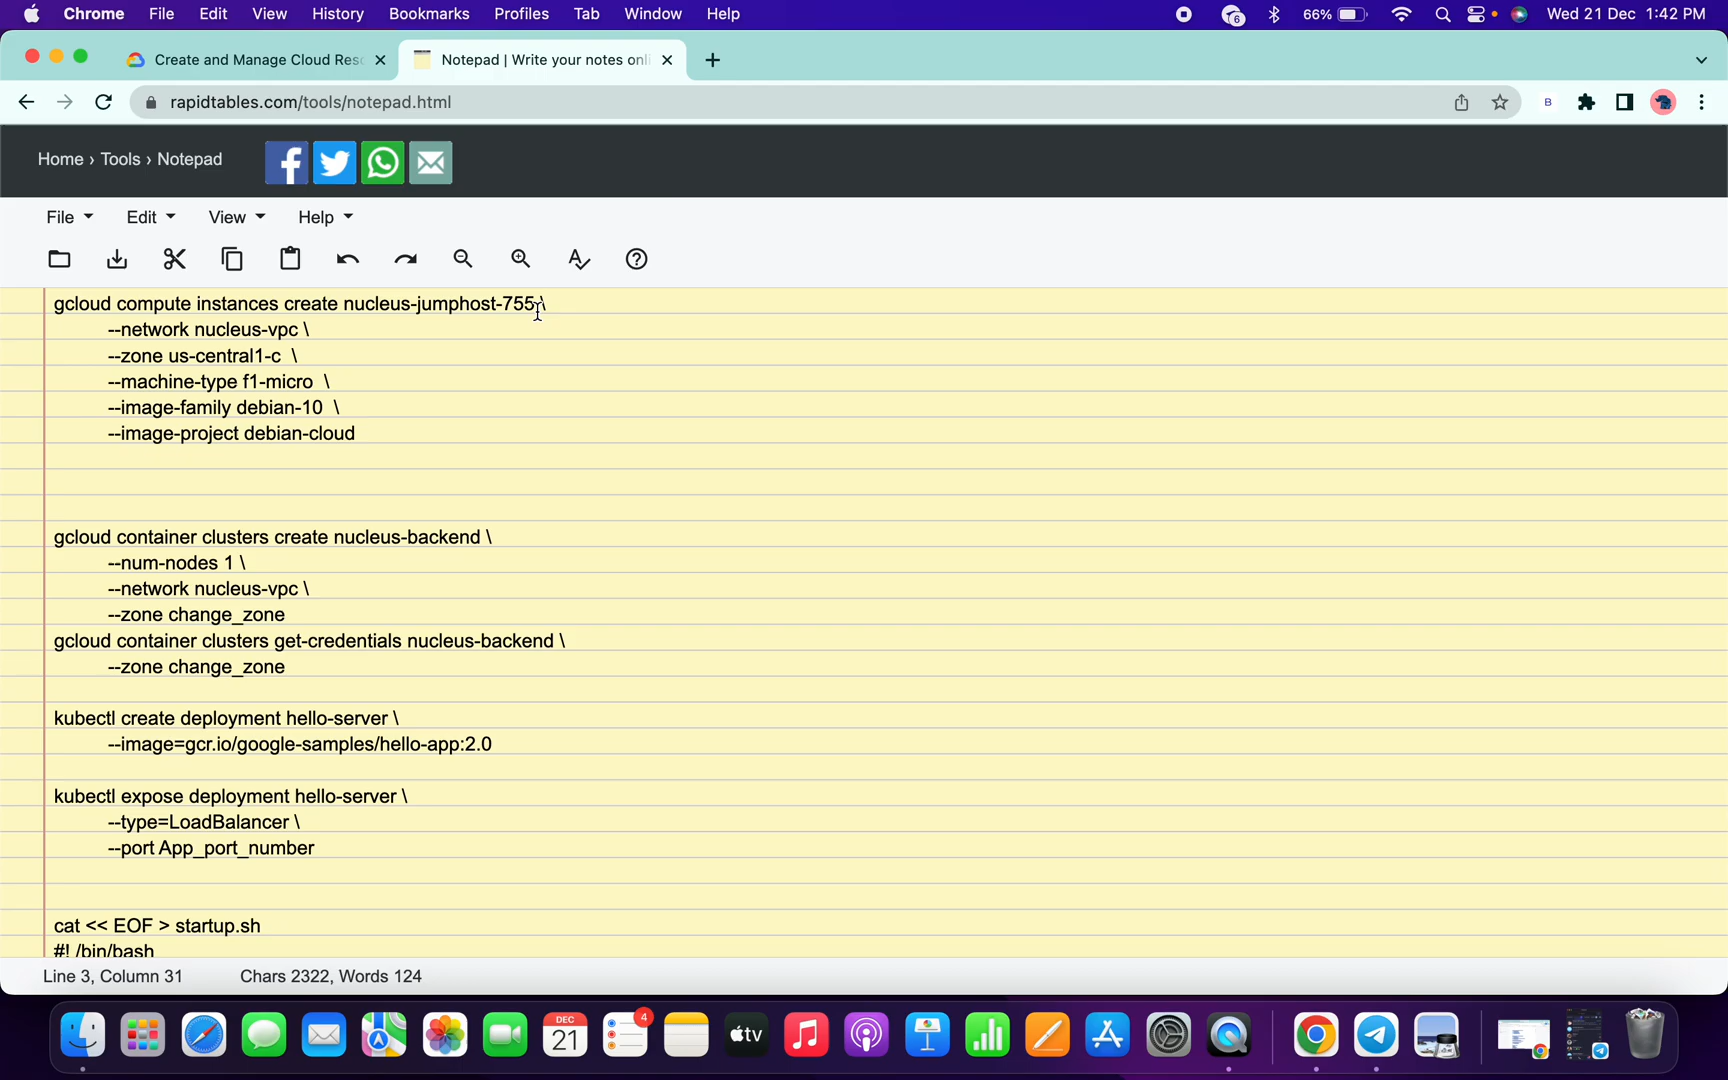 Chrome File Edit View History Bookmarks Profiles Tab Window Help 6 66% Wed 21 Dec 1:42 PM
Create and Manage Cloud Res Notepad | Write your notes onli
rapidtables.com/tools/notepad.html B
Home › Tools › Notepad
File Edit View Help
gcloud compute instances create nucleus-jumphost-755 \
--network nucleus-vpc \
--zone us-central1-c \
--machine-type f1-micro \
--image-family debian-10 \
--image-project debian-cloud
gcloud container clusters create nucleus-backend \
--num-nodes 1 \
--network nucleus-vpc \
--zone change_zone
gcloud container clusters get-credentials nucleus-backend \
--zone change_zone
kubectl create deployment hello-server \
--image=gcr.io/google-samples/hello-app:2.0
kubectl expose deployment hello-server \
--type=LoadBalancer \
--port App_port_number
cat << EOF > startup.sh
#! /bin/bash
Line 3, Column 31 Chars 2322, Words 124
DEC
21
4
tv